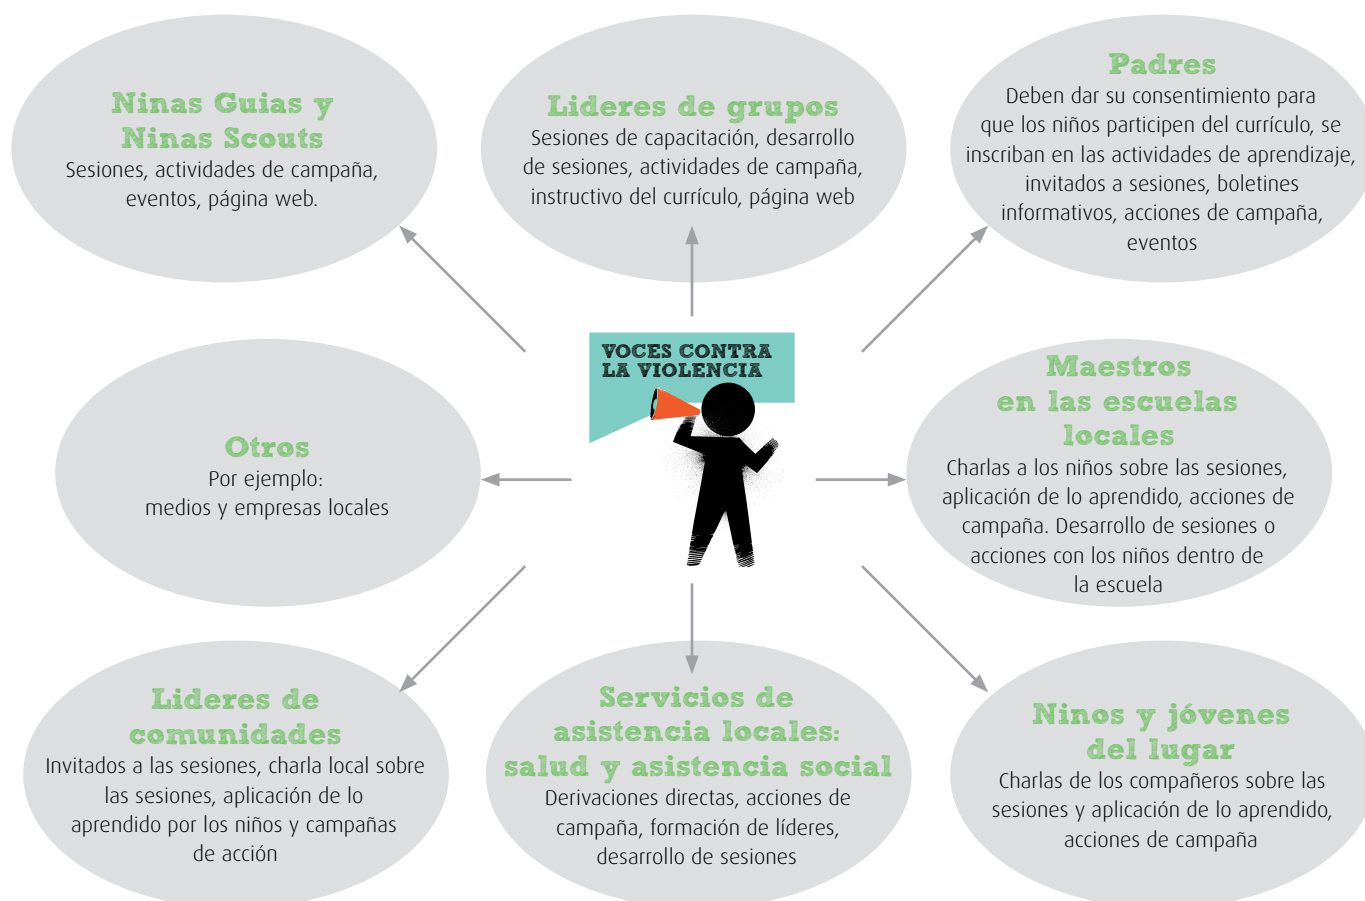 Ninas Guias y
Ninas Scouts
Sesiones, actividades de campaña,
eventos, página web.
Lideres de grupos
Sesiones de capacitación, desarrollo
de sesiones, actividades de campaña,
instructivo del currículo, página web
Padres
Deben dar su consentimiento para
que los niños participen del currículo, se
inscriban en las actividades de aprendizaje,
invitados a sesiones, boletines
informativos, acciones de campaña,
eventos
VOCES CONTRA
LA VIOLENCIA
Otros
Por ejemplo:
medios y empresas locales
Maestros
en las escuelas
locales
Charlas a los niños sobre las sesiones,
aplicación de lo aprendido, acciones de
campaña. Desarrollo de sesiones o
acciones con los niños dentro de
la escuela
Lideres de
comunidades
Invitados a las sesiones, charla local sobre
las sesiones, aplicación de lo
aprendido por los niños y campañas
de acción
Servicios de
asistencia locales:
salud y asistencia social
Derivaciones directas, acciones de
campaña, formación de líderes,
desarrollo de sesiones
Ninos y jóvenes
del lugar
Charlas de los compañeros sobre las
sesiones y aplicación de lo aprendido,
acciones de campaña